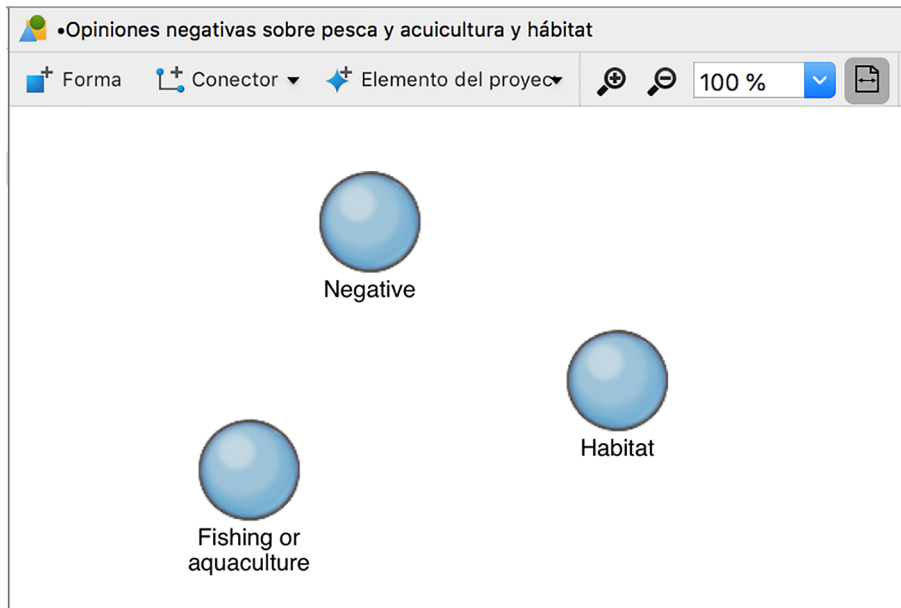 •Opiniones negativas sobre pesca y acuicultura y hábitat
Forma Conector Elemento del proyec 100 %
Negative
Habitat
Fishing or
aquaculture